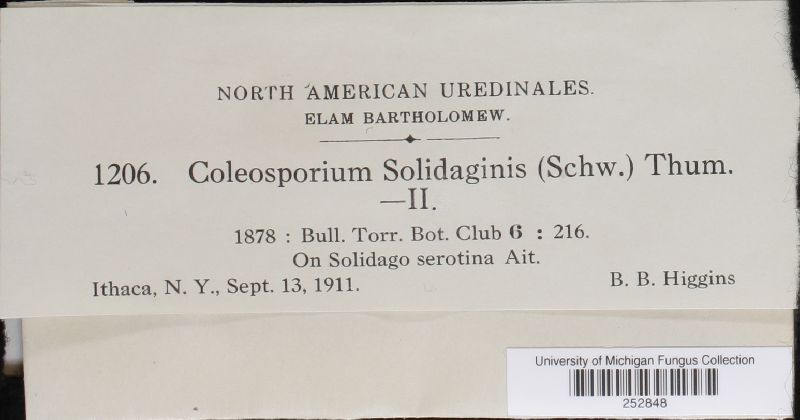 NORTH AMERICAN UREDINALES.
ELAM BARTHOLOMEW.
1206. Coleosporium Solidaginis (Schw.) Thum.
—II.
1878 : Bull. Torr. Bot. Club 6 : 216.
On Solidago serotina Ait.
Ithaca, N. Y., Sept. 13, 1911. B. B. Higgins
University of Michigan Fungus Collection
252848